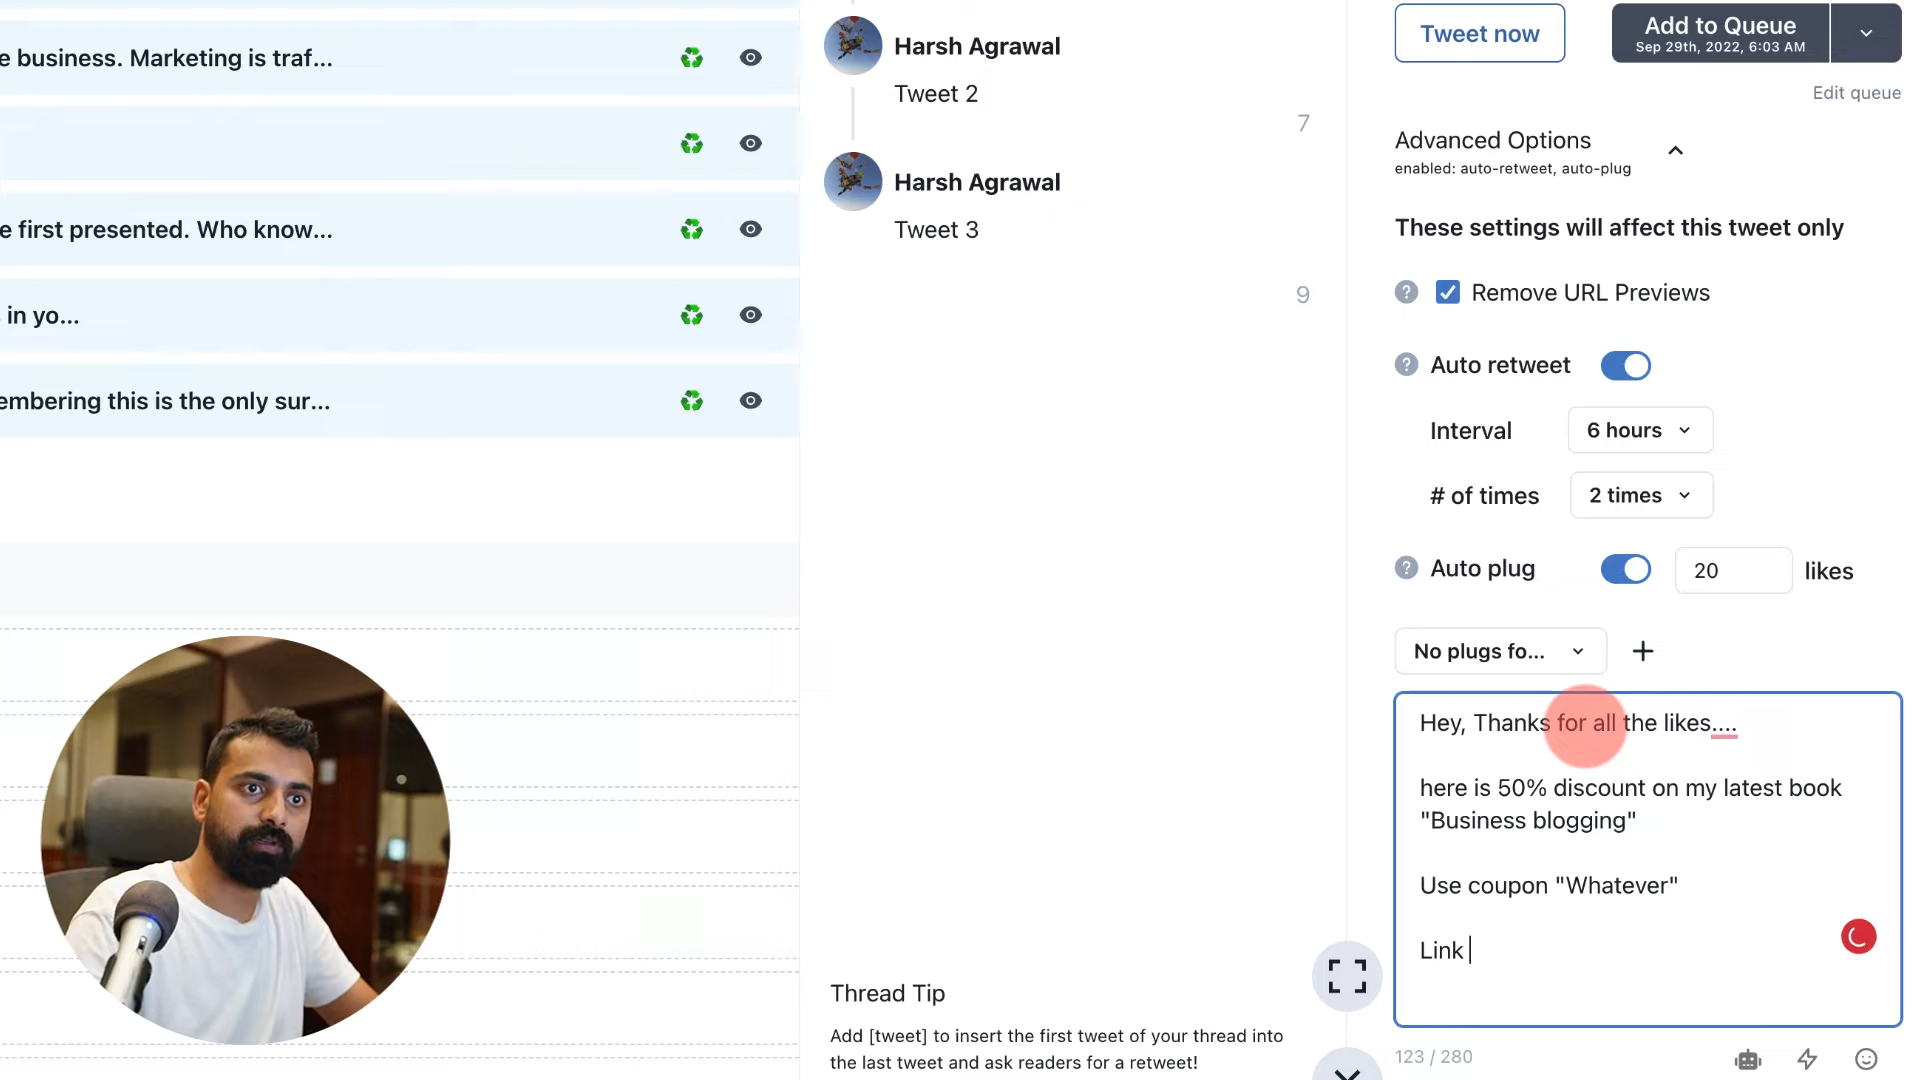 e business. Marketing is traf...
e first presented. Who know...
in yo...
embering this is the only sur...
Harsh Agrawal
Tweet 2
7
Harsh Agrawal
Tweet 3
9
Thread Tip
Add [tweet] to insert the first tweet of your thread into
the last tweet and ask readers for a retweet!
Tweet now
Add to Queue
Sep 29th, 2022, 6:03 AM
Edit queue
Advanced Options
enabled: auto-retweet, auto-plug
These settings will affect this tweet only
? Remove URL Previews
? Auto retweet
Interval 6 hours
# of times 2 times
? Auto plug 20 likes
No plugs fo... +
Hey, Thanks for all the likes....
here is 50% discount on my latest book
"Business blogging"
Use coupon "Whatever"
Link
123 / 280